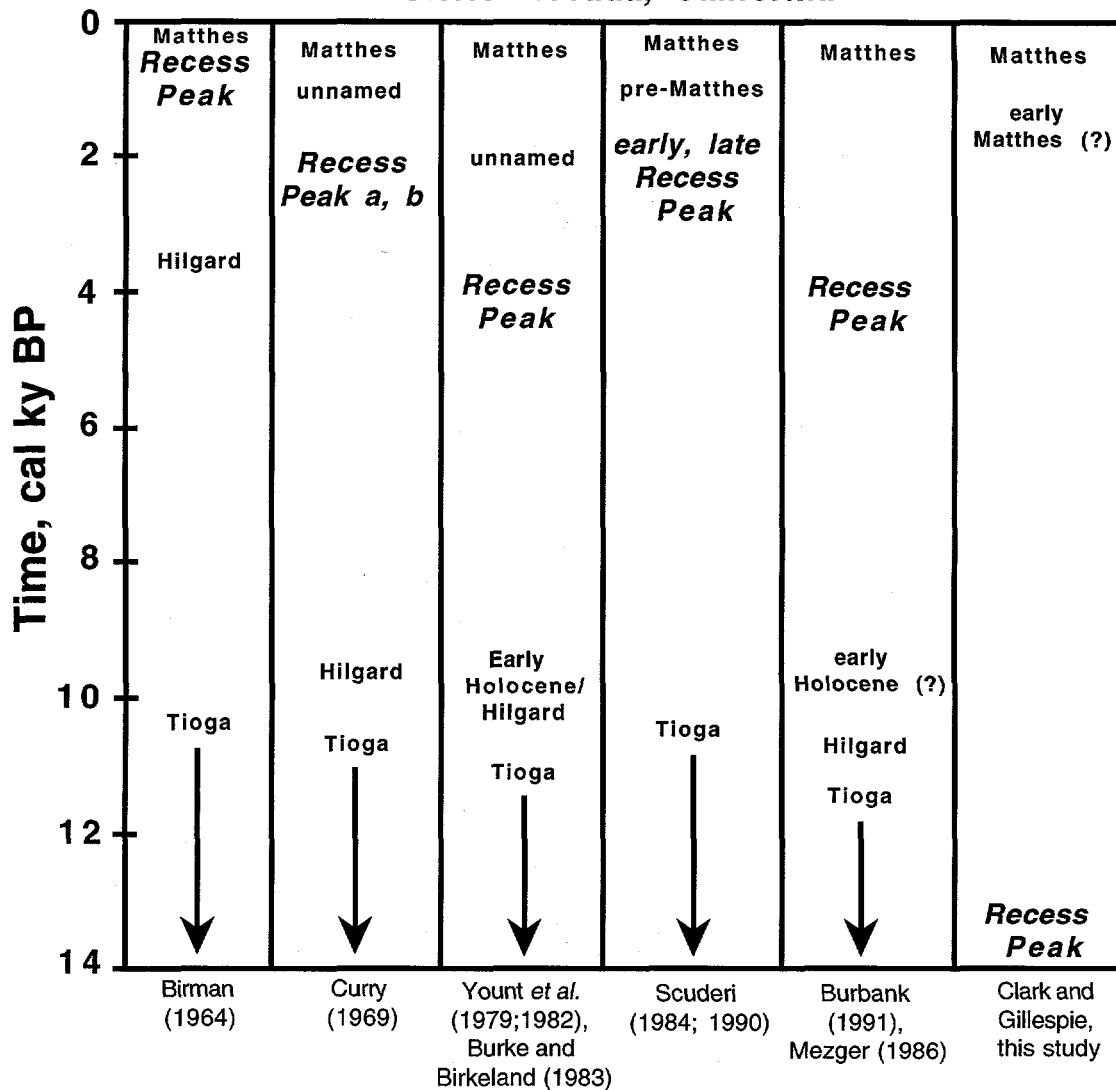 0
2
4
6
8
10
12
14
Time, cal ky BP
Matthes
Recess
Peak
Hilgard
Tioga
Birman
(1964)
Matthes
unnamed
Recess
Peak a, b
Hilgard
Tioga
Curry
(1969)
Matthes
unnamed
Recess
Peak
Early
Holocene/
Hilgard
Tioga
Yount et al.
(1979;1982),
Burke and
Birkeland (1983)
Matthes
pre-Matthes
early, late
Recess
Peak
Tioga
Scuderi
(1984; 1990)
Matthes
Recess
Peak
early
Holocene (?)
Hilgard
Tioga
Burbank
(1991),
Mezger (1986)
Matthes
early
Matthes (?)
Recess
Peak
Clark and
Gillespie,
this study